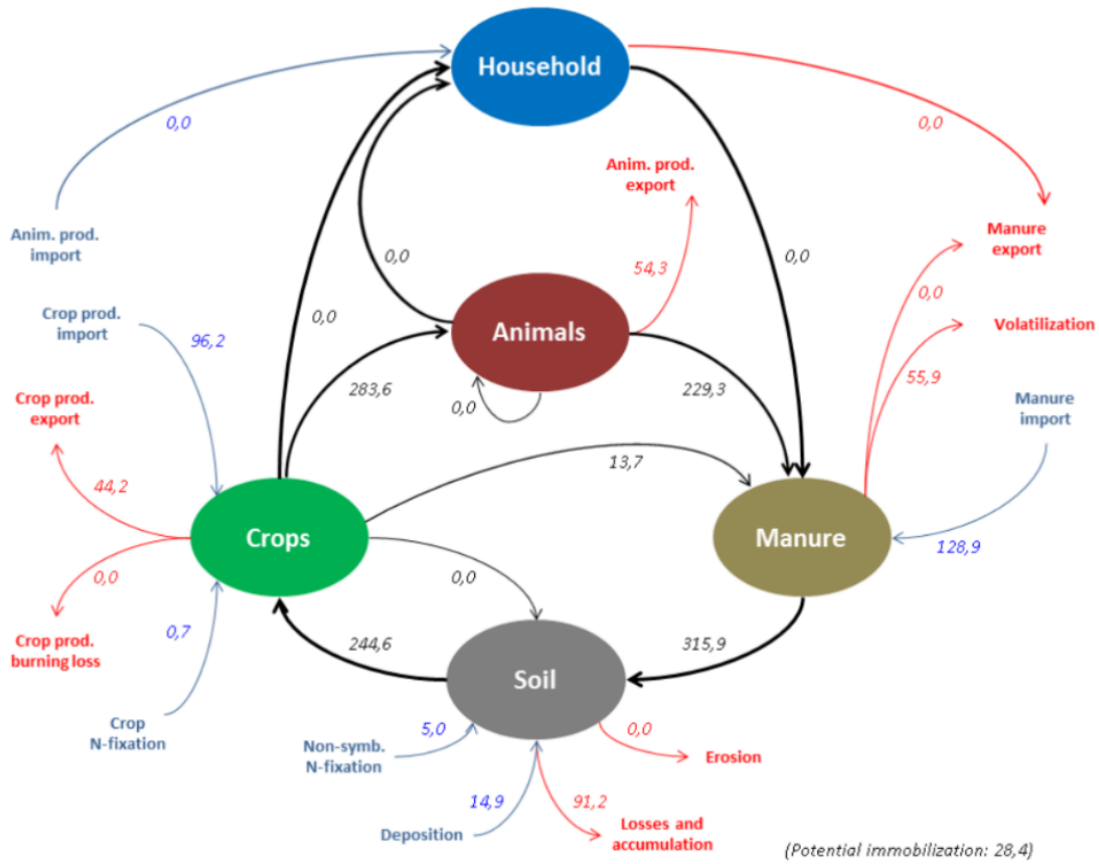 Household
0,0
0,0
Anim. prod.
export
Anim. prod.
import
Manure
export
0,0
0,0
54,3
0,0
Crop prod.
import
0,0
Animals
Volatilization
96,2
283,6
229,3
55,9
Crop prod.
export
0,0
Manure
import
13,7
44,2
Crops
Manure
128,9
0,0
0,0
Crop prod.
burning loss
0,7
244,6
315,9
Soil
Crop
N-fixation
5,0
0,0
Non-symb.
N-fixation
Erosion
14,9
91,2
Deposition
Losses and
accumulation
(Potential immobilization: 28,4)